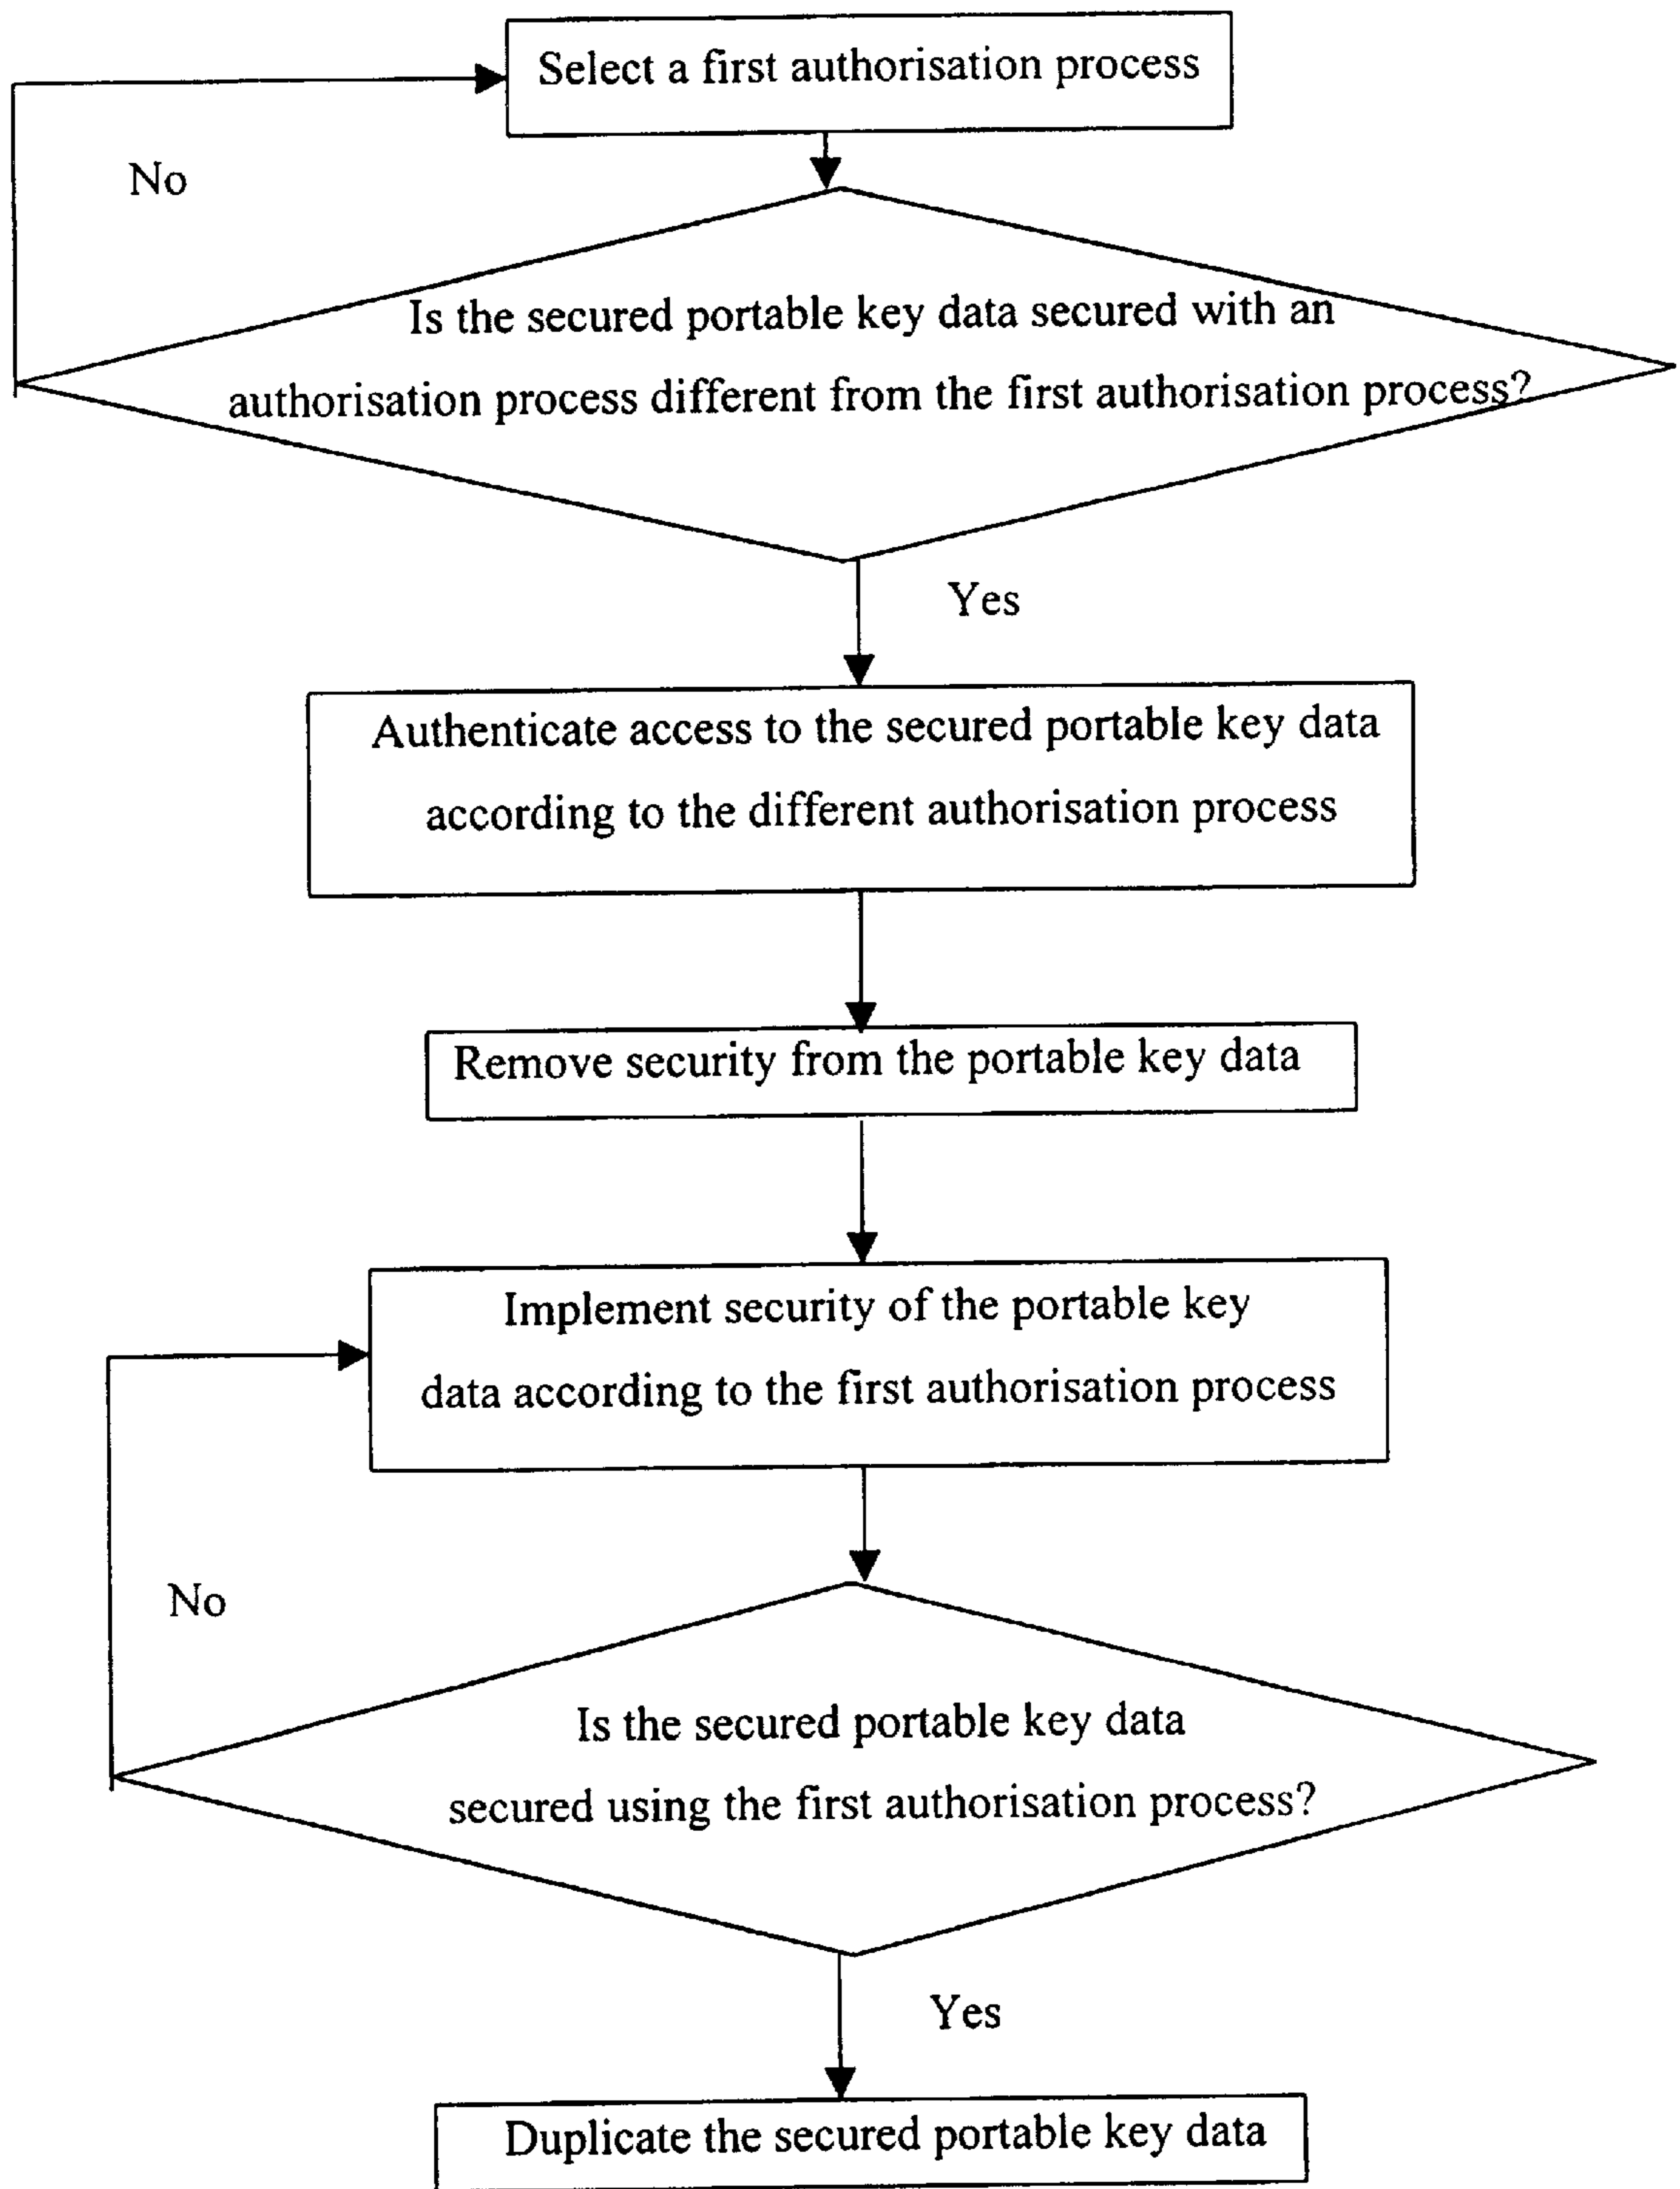 Select a first authorisation process
No
Is the secured portable key data secured with an
authorisation process different from the first authorisation process?
Yes
Authenticate access to the secured portable key data
according to the different authorisation process
Remove security from the portable key data
Implement security of the portable key
data according to the first authorisation process
No
Is the secured portable key data
secured using the first authorisation process?
Yes
Duplicate the secured portable key data